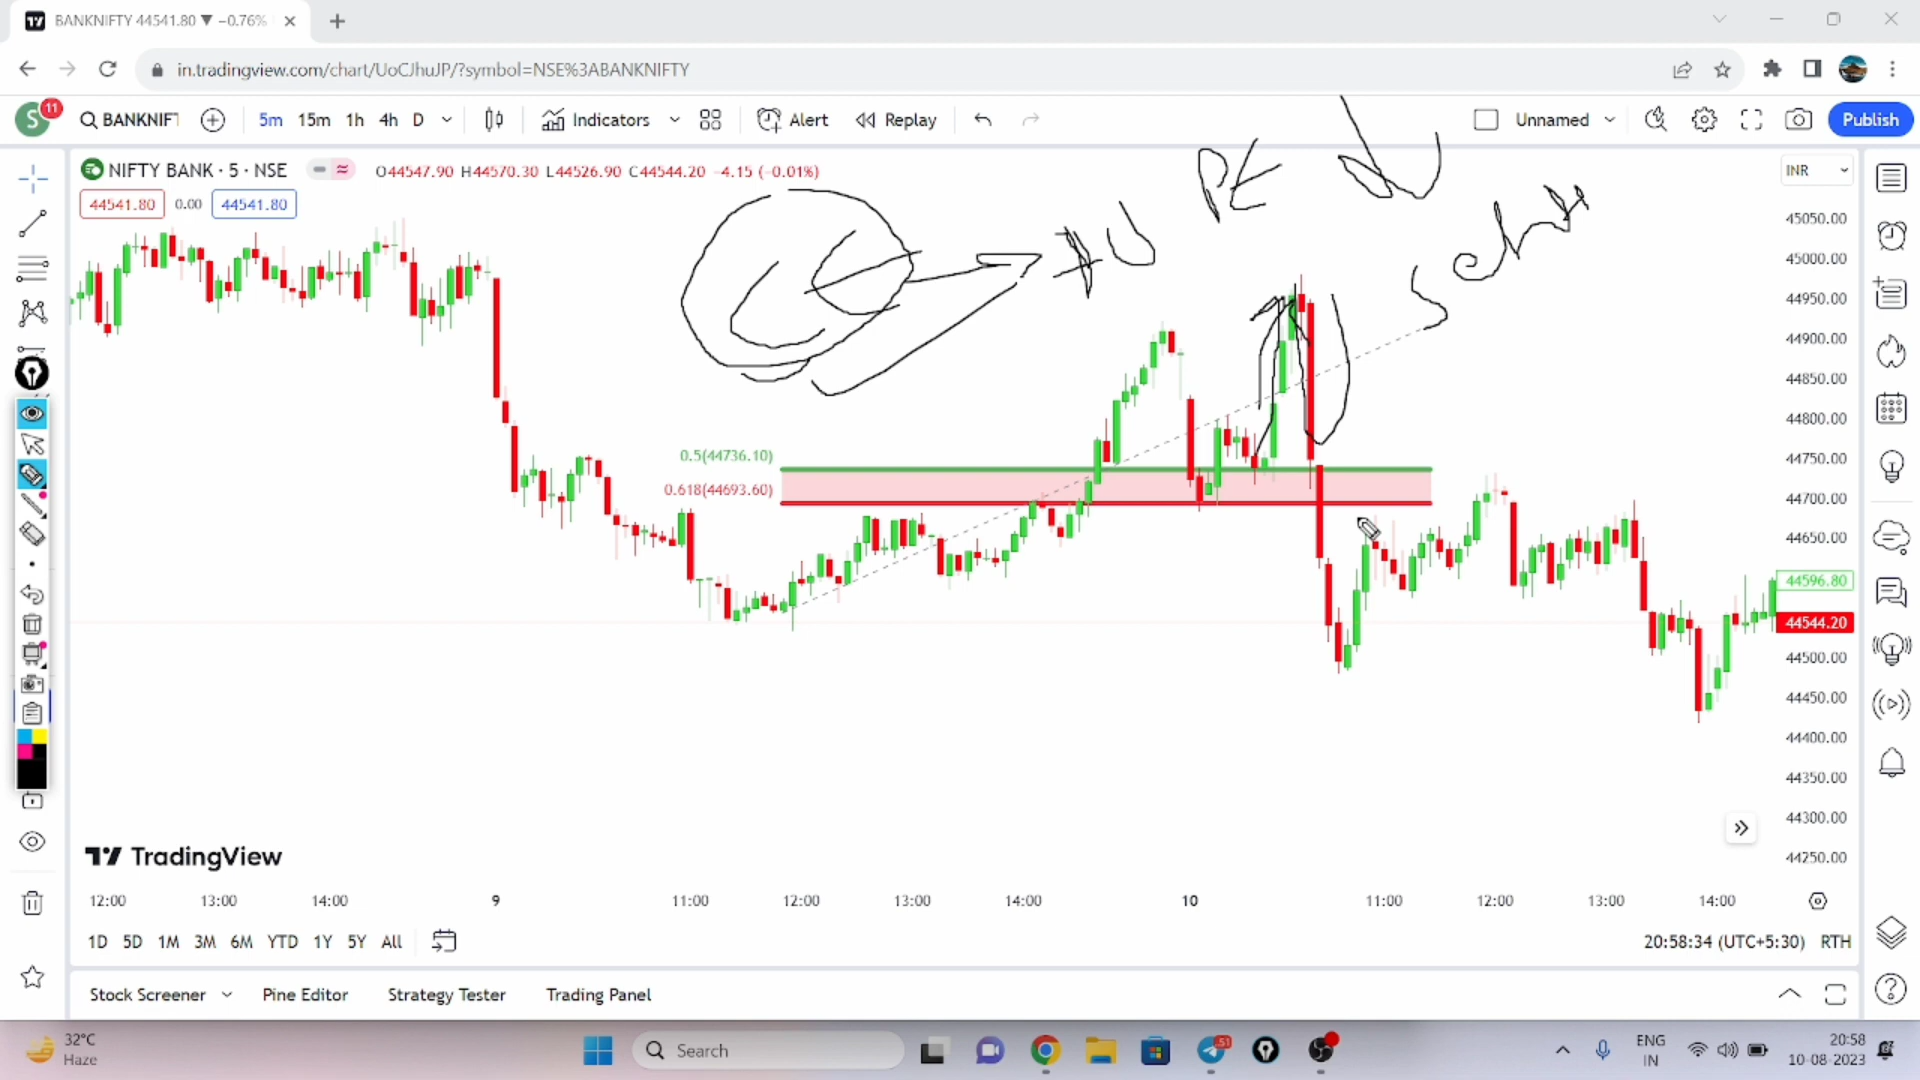 BANKNIFTY 44541.80 ▼ −0.76%
in.tradingview.com/chart/UoCJhuJP/?symbol=NSE%3ABANKNIFTY
S 11 BANKNIFT 5m 15m 1h 4h D Indicators Alert Replay Unnamed Publish
NIFTY BANK · 5 · NSE O44547.90 H44570.30 L44526.90 C44544.20 −4.15 (−0.01%) INR
44541.80 0.00 44541.80
PE
45050.00
45000.00
44950.00
44900.00
44850.00
44800.00
0.5(44736.10)
44750.00
0.618(44693.60)
44700.00
44650.00
44596.80
44544.20
44500.00
44450.00
44400.00
44350.00
44300.00
TradingView
44250.00
12:00 13:00 14:00 9 11:00 12:00 13:00 14:00 10 11:00 12:00 13:00 14:00
1D 5D 1M 3M 6M YTD 1Y 5Y All 20:58:34 (UTC+5:30) RTH
Stock Screener Pine Editor Strategy Tester Trading Panel
32°C
Haze
Search
51
ENG
IN
20:58
10-08-2023